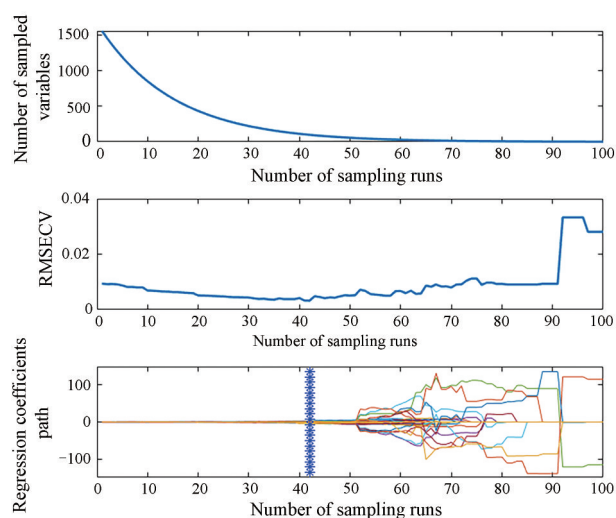 Number of sampled
variables
1500
1000
500
0
0 10 20 30 40 50 60 70 80 90 100
Number of sampling runs
RMSECV
0.04
0.02
0
0 10 20 30 40 50 60 70 80 90 100
Number of sampling runs
Regression coefficients
path
100
0
−100
0 10 20 30 40 50 60 70 80 90 100
Number of sampling runs